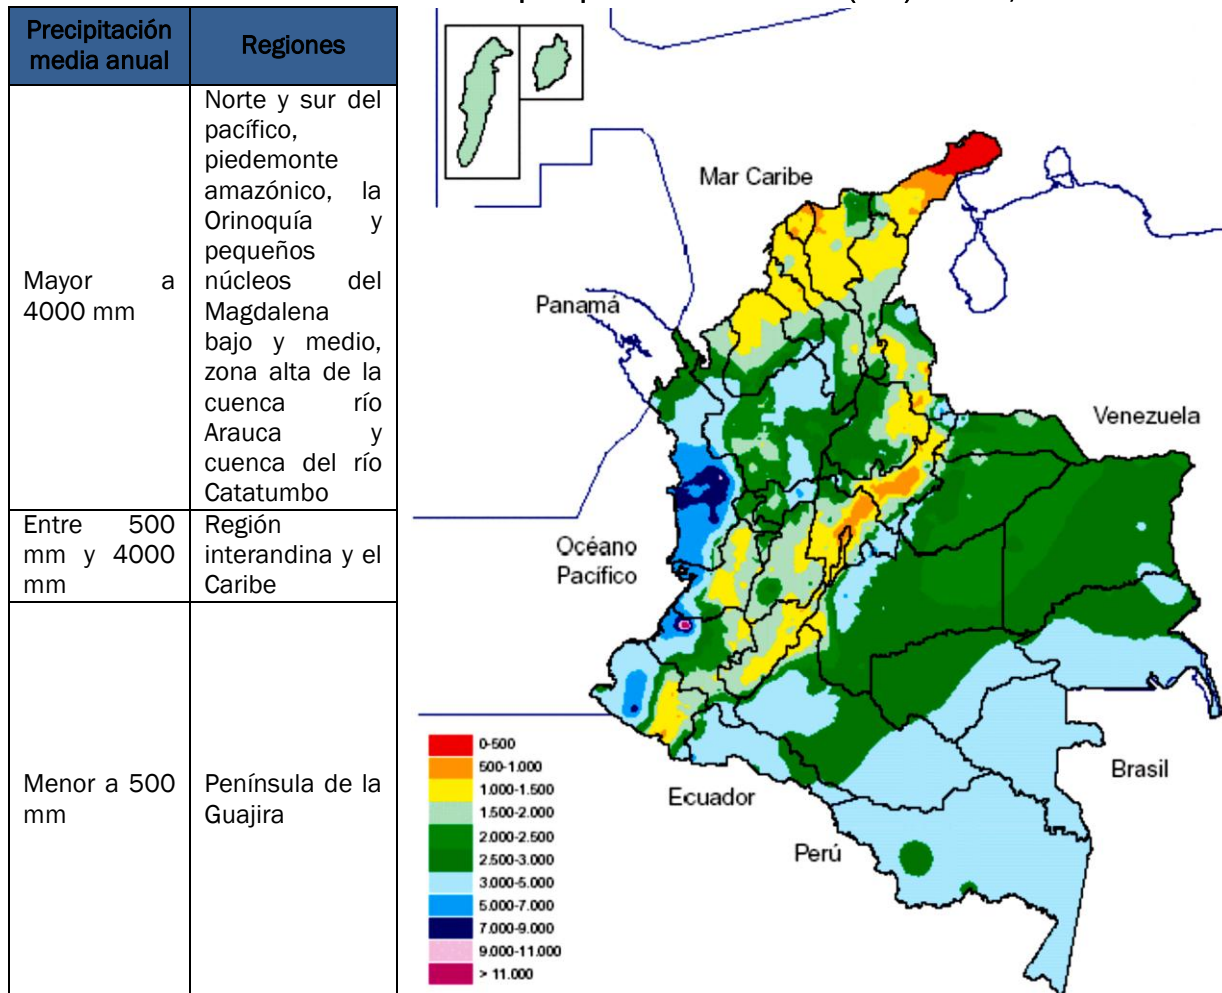 Precipitación
media anual
Regiones
Mayor a
4000 mm
Norte y sur del
pacífico,
piedemonte
amazónico, la
Orinoquía y
pequeños
núcleos del
Magdalena
bajo y medio,
zona alta de la
cuenca río
Arauca y
cuenca del río
Catatumbo
Entre 500
mm y 4000
mm
Región
interandina y el
Caribe
Menor a 500
mm
Península de la
Guajira
Mar Caribe
Panamá
Venezuela
Océano
Pacífico
Ecuador
Brasil
Perú
0-500
500-1.000
1.000-1.500
1.500-2.000
2.000-2.500
2.500-3.000
3.000-5.000
5.000-7.000
7.000-9.000
9.000-11.000
> 11.000